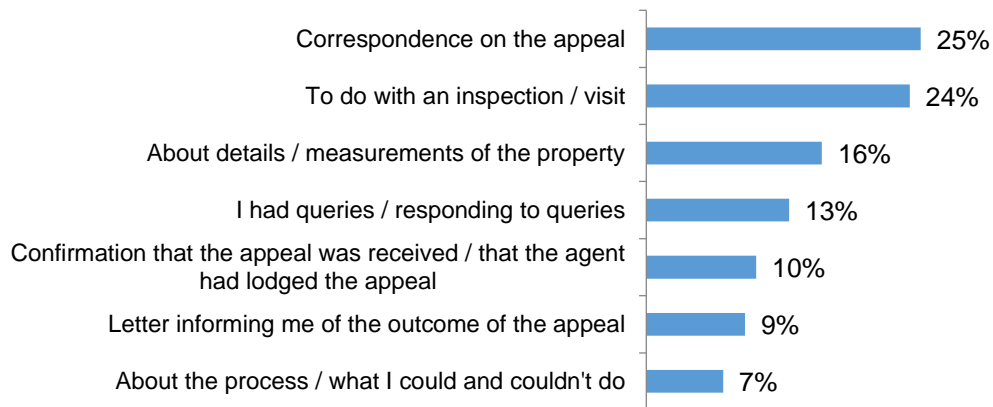 Correspondence on the appeal 25%
To do with an inspection / visit 24%
About details / measurements of the property 16%
I had queries / responding to queries 13%
Confirmation that the appeal was received / that the agent
had lodged the appeal 10%
Letter informing me of the outcome of the appeal 9%
About the process / what I could and couldn't do 7%